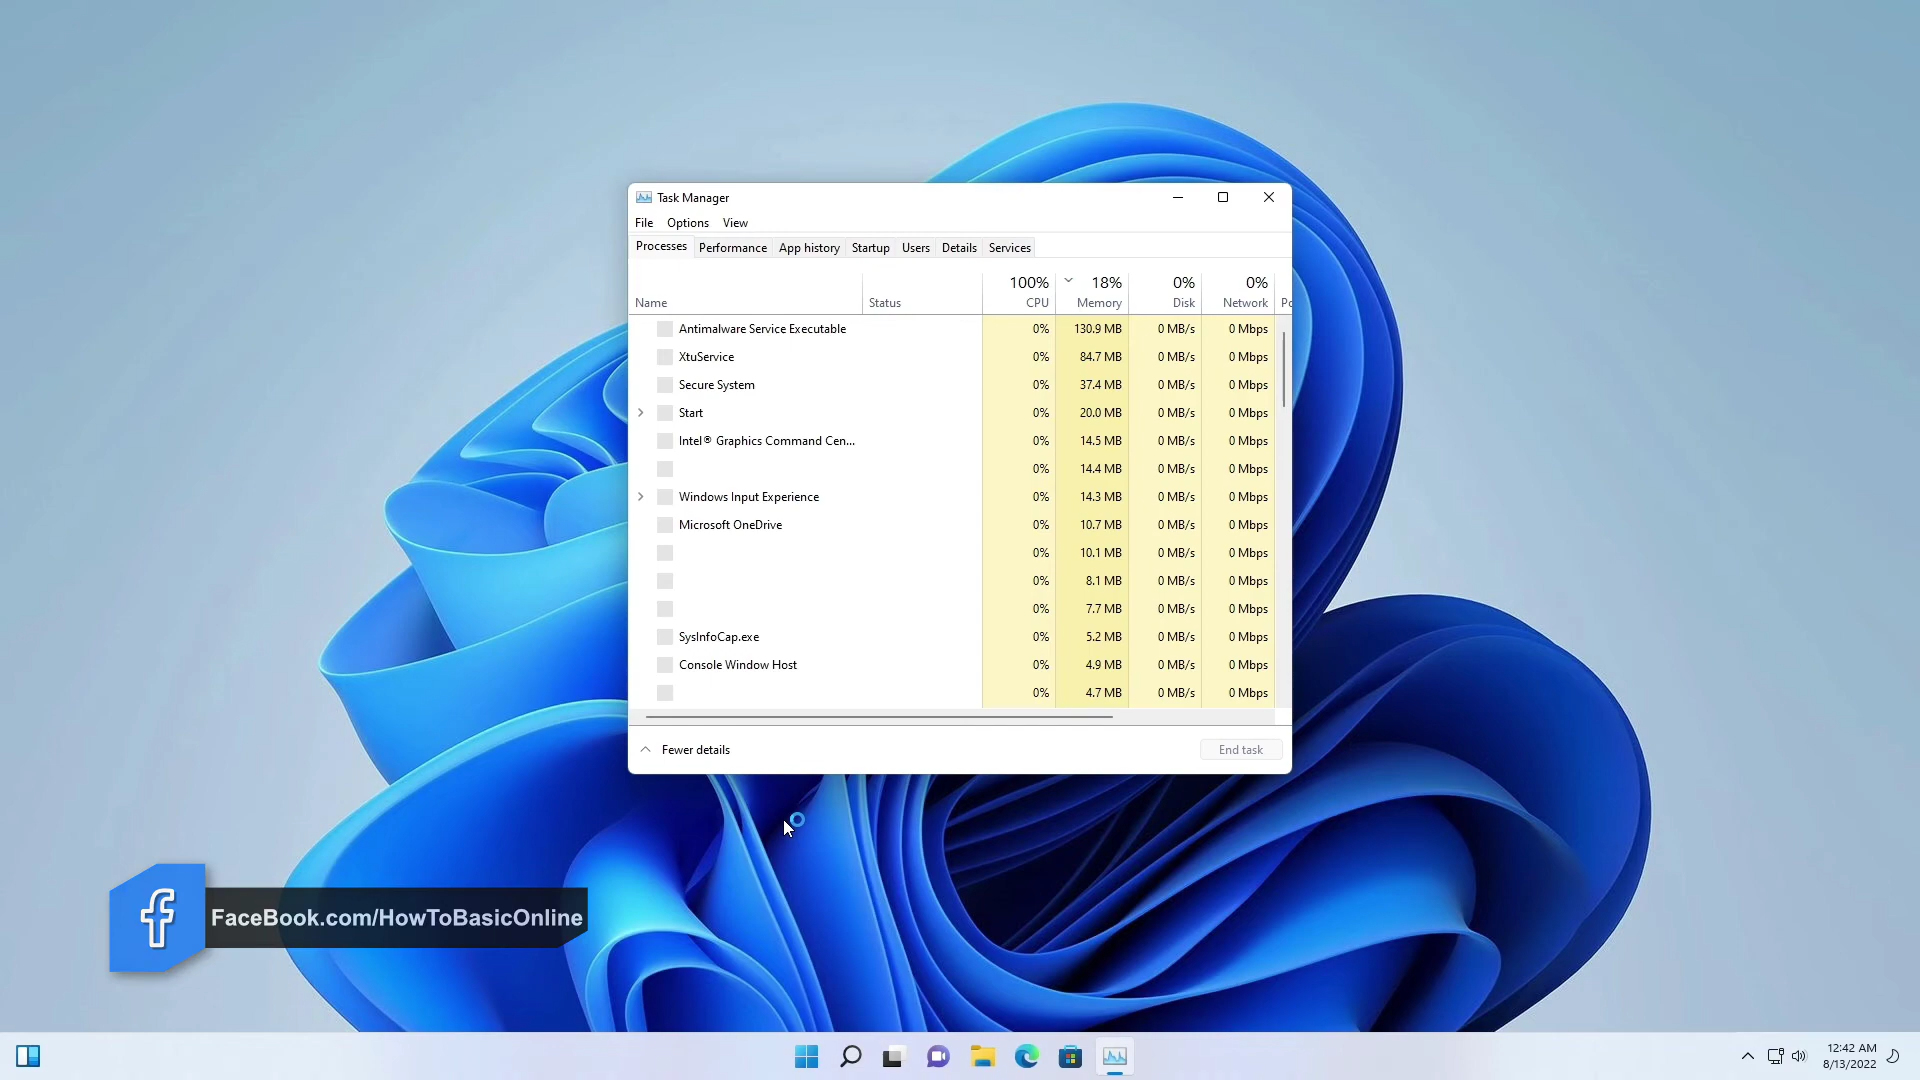 Task Manager
File Options View
Processes Performance App history Startup Users Details Services
100% 18% 0% 0%
Name Status CPU Memory Disk Network Po
Antimalware Service Executable 0% 130.9 MB 0 MB/s 0 Mbps
XtuService 0% 84.7 MB 0 MB/s 0 Mbps
Secure System 0% 37.4 MB 0 MB/s 0 Mbps
Start 0% 20.0 MB 0 MB/s 0 Mbps
Intel® Graphics Command Cen... 0% 14.5 MB 0 MB/s 0 Mbps
0% 14.4 MB 0 MB/s 0 Mbps
Windows Input Experience 0% 14.3 MB 0 MB/s 0 Mbps
Microsoft OneDrive 0% 10.7 MB 0 MB/s 0 Mbps
0% 10.1 MB 0 MB/s 0 Mbps
0% 8.1 MB 0 MB/s 0 Mbps
0% 7.7 MB 0 MB/s 0 Mbps
SysInfoCap.exe 0% 5.2 MB 0 MB/s 0 Mbps
Console Window Host 0% 4.9 MB 0 MB/s 0 Mbps
0% 4.7 MB 0 MB/s 0 Mbps
Fewer details End task
FaceBook.com/HowToBasicOnline
12:42 AM
8/13/2022